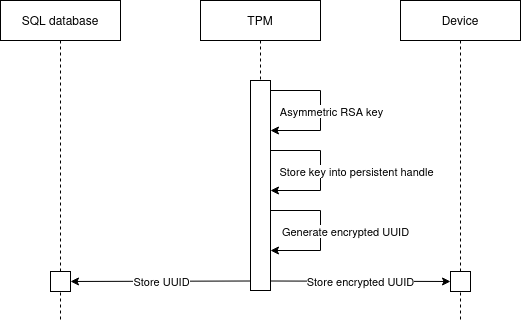 SQL database
TPM
Device
Asymmetric RSA key
Store key into persistent handle
Generate encrypted UUID
Store UUID
Store encrypted UUID